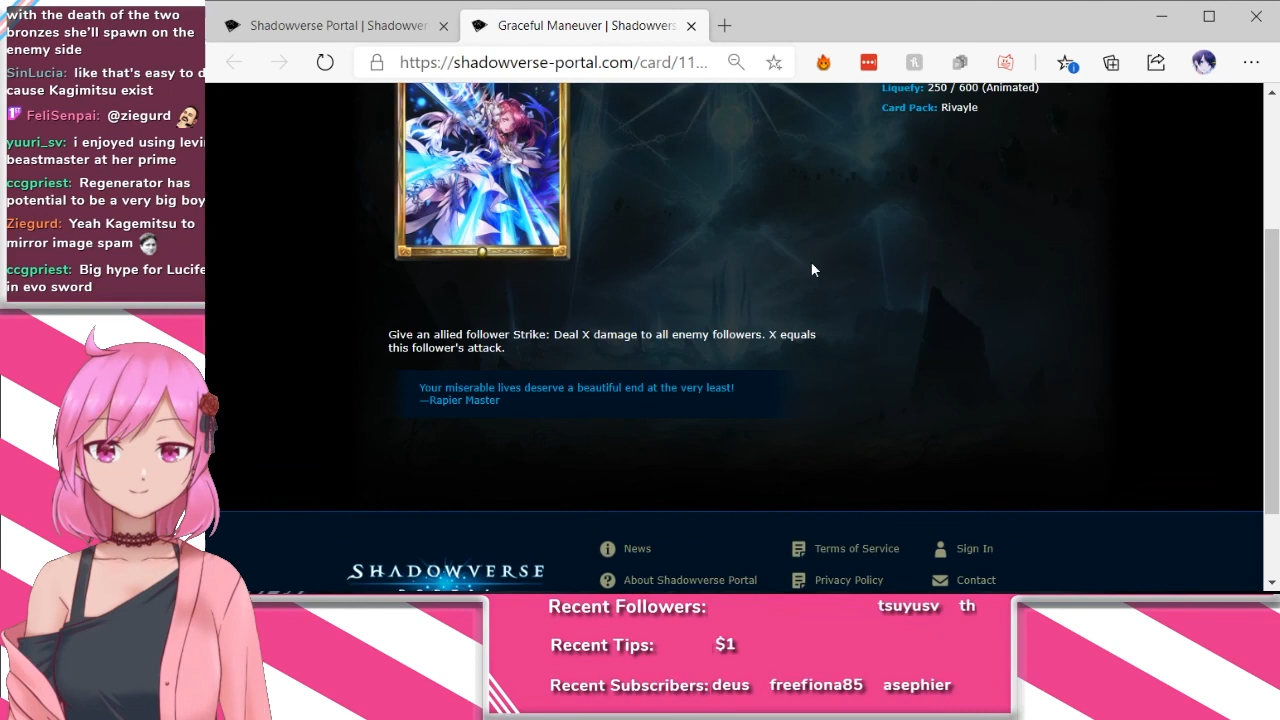 with the death of the two
bronzes she'll spawn on the
enemy side
SinLucia: like that's easy to d
cause Kagimitsu exist
FeliSenpai: @ziegurd
yuuri_sv: i enjoyed using levi
beastmaster at her prime
ccgpriest: Regenerator has
potential to be a very big boy
Ziegurd: Yeah Kagemitsu to
mirror image spam
ccgpriest: Big hype for Lucife
in evo sword
Shadowverse Portal | Shadowver
Graceful Maneuver | Shadowvers
https://shadowverse-portal.com/card/11...
Liquefy: 250 / 600 (Animated)
Card Pack: Rivayle
Give an allied follower Strike: Deal X damage to all enemy followers. X equals
this follower's attack.
Your miserable lives deserve a beautiful end at the very least!
—Rapier Master
SHADOWVERSE
News
Terms of Service
Sign In
About Shadowverse Portal
Privacy Policy
Contact
Recent Followers: tsuyusv th
Recent Tips: $1
Recent Subscribers: deus freefiona85 asephier